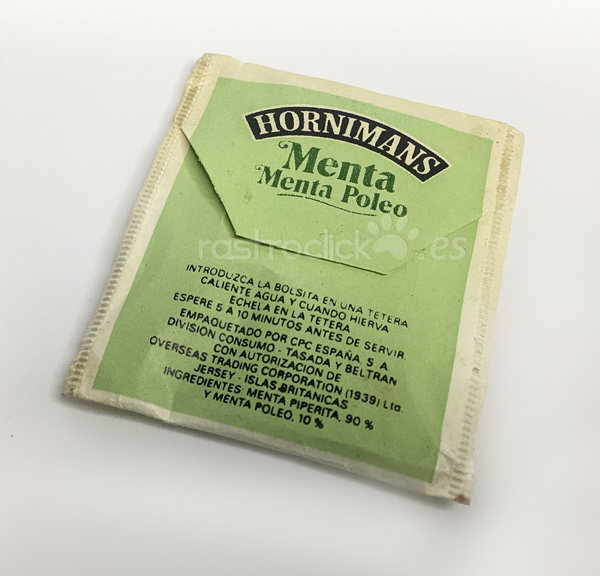 HORNIMANS
Menta
Menta Poleo
rastroclick.es
INTRODUZCA LA BOLSITA EN UNA TETERA
CALIENTE AGUA Y CUANDO HIERVA
ECHELA EN LA TETERA
ESPERE 5 A 10 MINUTOS ANTES DE SERVIR.
EMPAQUETADO POR CPC ESPAÑA, S. A.
DIVISION CONSUMO - TASADA Y BELTRAN
CON AUTORIZACION DE
OVERSEAS TRADING CORPORATION (1939) Ltd.
JERSEY - ISLAS BRITANICAS
INGREDIENTES: MENTA PIPERITA, 90 %
Y MENTA POLEO, 10 %